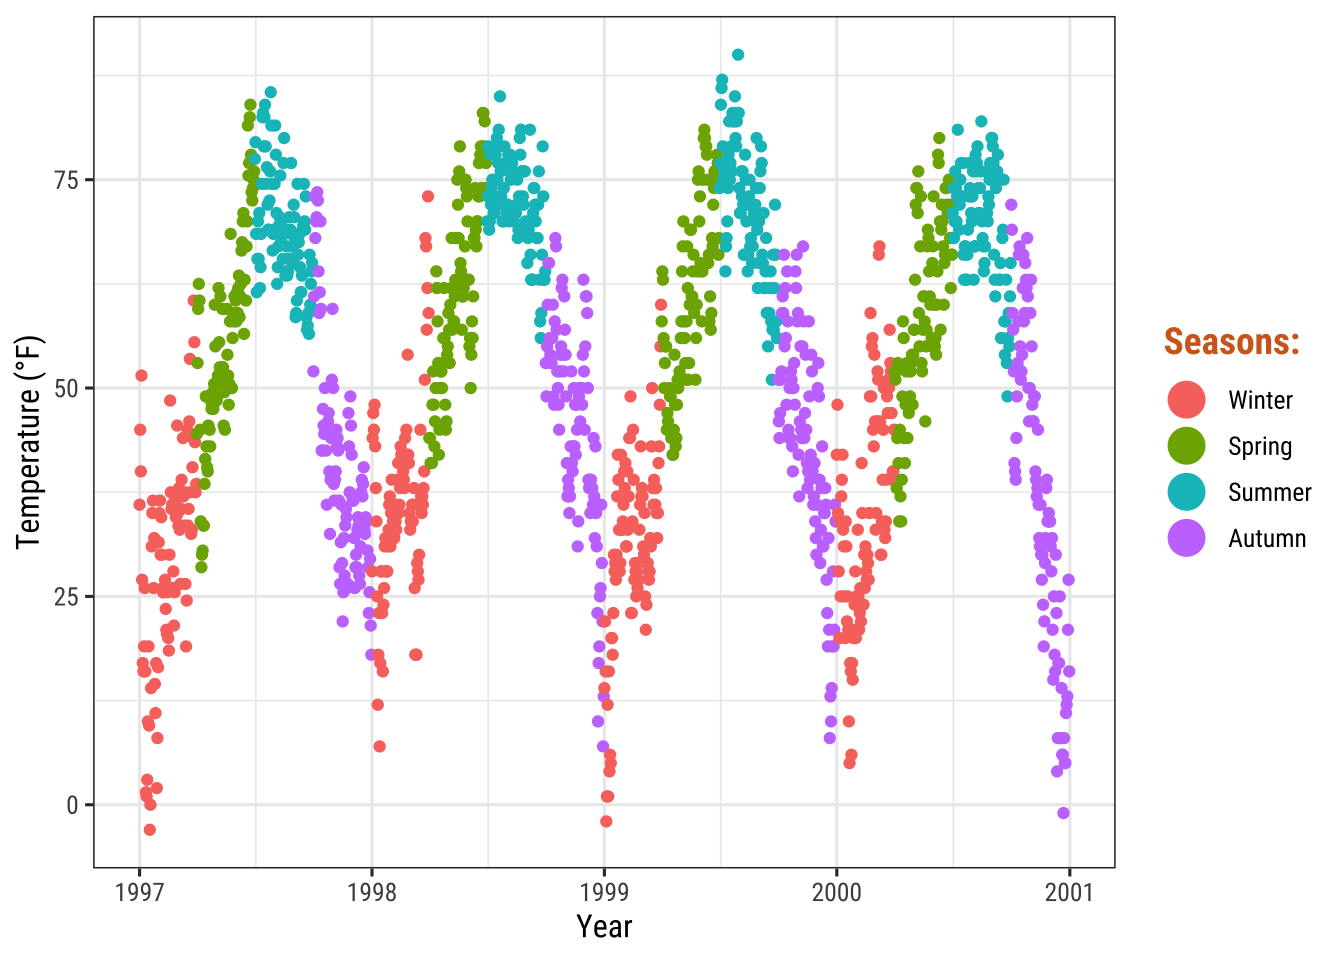 75
50
25
0
Temperature (°F)
1997
1998
1999
2000
2001
Year
Seasons:
Winter
Spring
Summer
Autumn